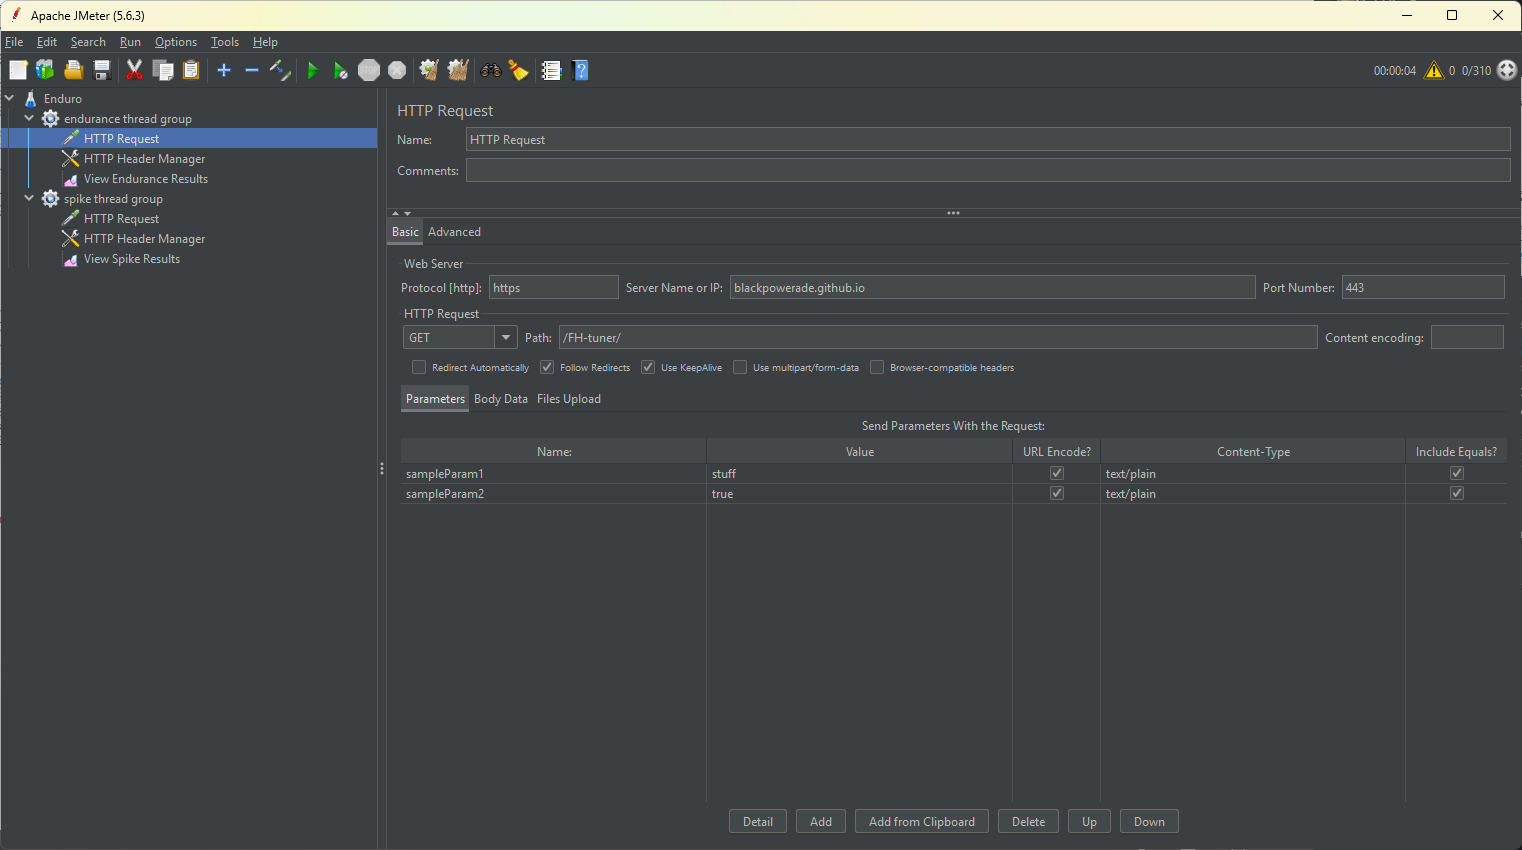 Apache JMeter (5.6.3)
File Edit Search Run Options Tools Help
STOP
00:00:04 0 0/310
Enduro
endurance thread group
HTTP Request
HTTP Header Manager
View Endurance Results
spike thread group
HTTP Request
HTTP Header Manager
View Spike Results
HTTP Request
Name: HTTP Request
Comments:
Basic Advanced
Web Server
Protocol [http]: https Server Name or IP: blackpowerade.github.io Port Number: 443
HTTP Request
GET Path: /FH-tuner/ Content encoding:
Redirect Automatically Follow Redirects Use KeepAlive Use multipart/form-data Browser-compatible headers
Parameters Body Data Files Upload
Send Parameters With the Request:
Name: Value URL Encode? Content-Type Include Equals?
sampleParam1 stuff text/plain
sampleParam2 true text/plain
Detail Add Add from Clipboard Delete Up Down